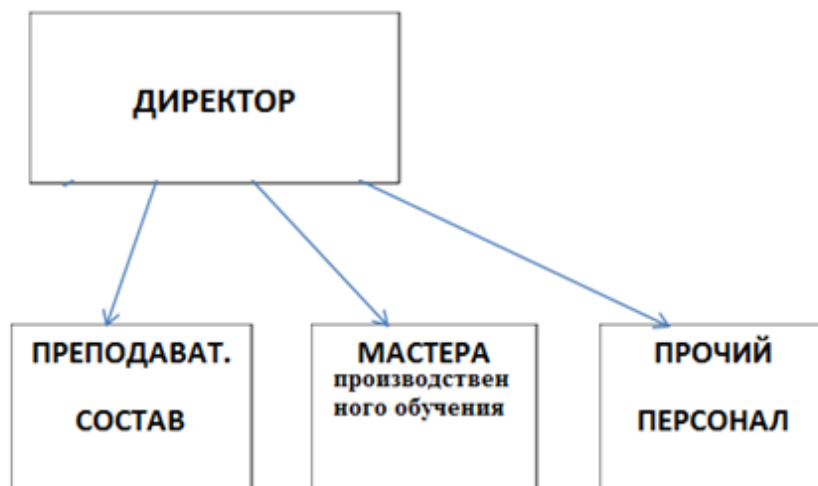 ДИРЕКТОР
ПРЕПОДАВАТ.
СОСТАВ
МАСТЕРА
производствен
ного обучения
ПРОЧИЙ
ПЕРСОНАЛ